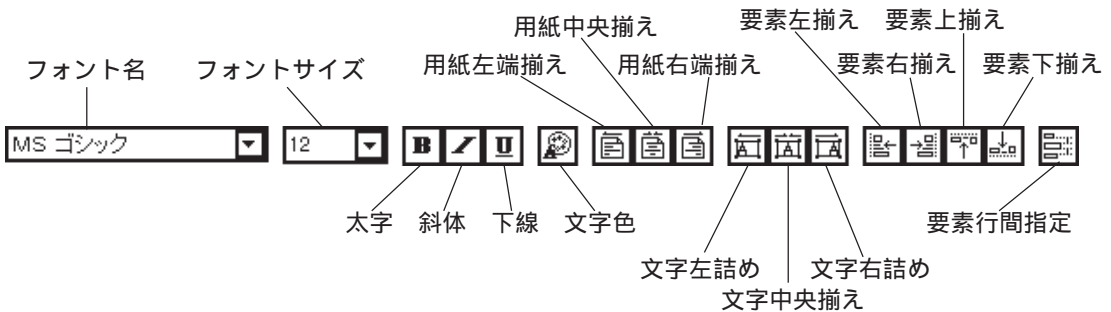 用紙中央揃え
要素左揃え
要素上揃え
フォント名
フォントサイズ
用紙左端揃え
用紙右端揃え
要素右揃え
要素下揃え
MS ゴシック
12
B
I
U
太字
斜体
下線
文字色
要素行間指定
文字左詰め
文字右詰め
文字中央揃え